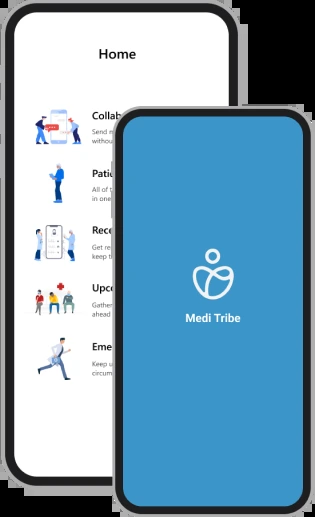 Home
Collab
Send m
withou
Patie
All of t
in one
Rece
Get re
keep t
Upco
Gather
ahead
Eme
Keep u
circum
Medi Tribe